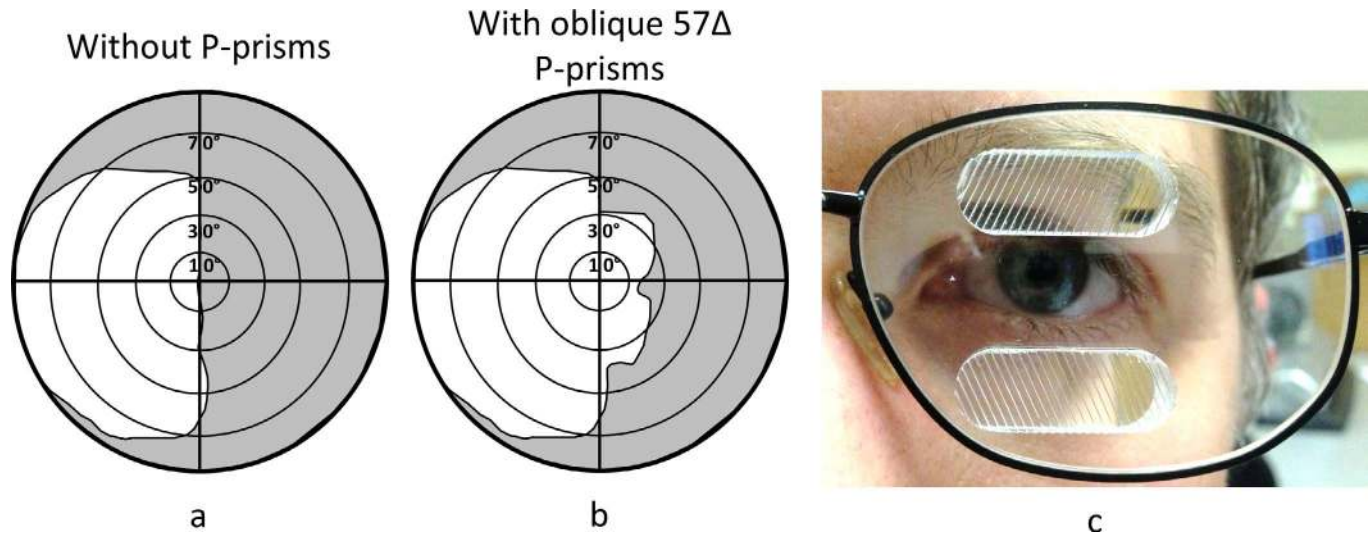 Without P-prisms
70°
50°
30°
10°
With oblique 57Δ
P-prisms
70°
50°
30°
10°
a
b
c